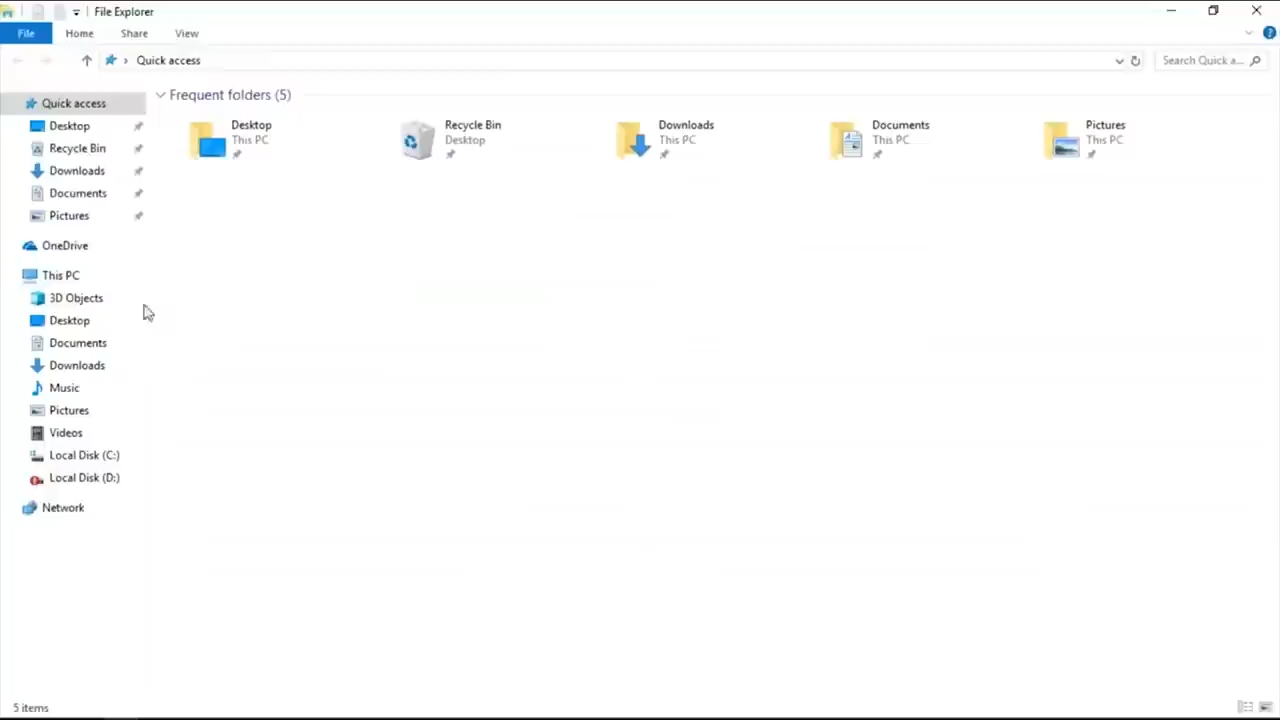 File Explorer
File Home Share View
Quick access
Search Quick a...
Quick access
Desktop
Recycle Bin
Downloads
Documents
Pictures
OneDrive
This PC
3D Objects
Desktop
Documents
Downloads
Music
Pictures
Videos
Local Disk (C:)
Local Disk (D:)
Network
Frequent folders (5)
Desktop
This PC
Recycle Bin
Desktop
Downloads
This PC
Documents
This PC
Pictures
This PC
5 items